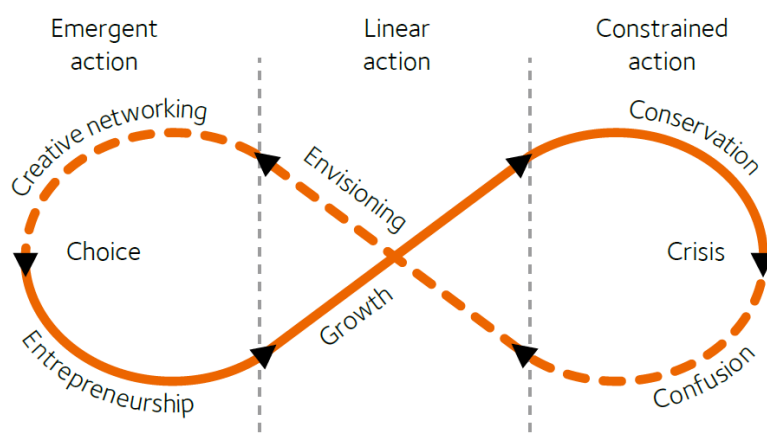 Emergent
action
Linear
action
Constrained
action
Creative networking
Envisioning
Conservation
Choice
Crisis
Growth
Entrepreneurship
Confusion